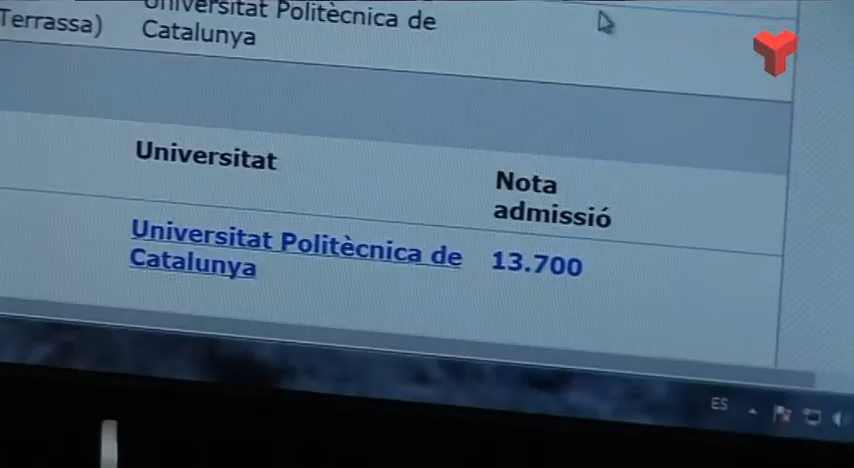 Terrassa)
Universitat Politècnica de
Catalunya
Universitat
Nota
admissió
Universitat Politècnica de
Catalunya
13.700
ES